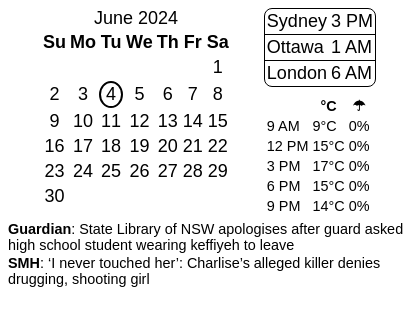 June 2024
Su Mo Tu We Th Fr Sa
1
2 3 4 5 6 7 8
9 10 11 12 13 14 15
16 17 18 19 20 21 22
23 24 25 26 27 28 29
30
Sydney 3 PM
Ottawa 1 AM
London 6 AM
°C ☂
9 AM 9°C 0%
12 PM 15°C 0%
3 PM 17°C 0%
6 PM 15°C 0%
9 PM 14°C 0%
Guardian: State Library of NSW apologises after guard asked
high school student wearing keffiyeh to leave
SMH: ‘I never touched her’: Charlise’s alleged killer denies
drugging, shooting girl